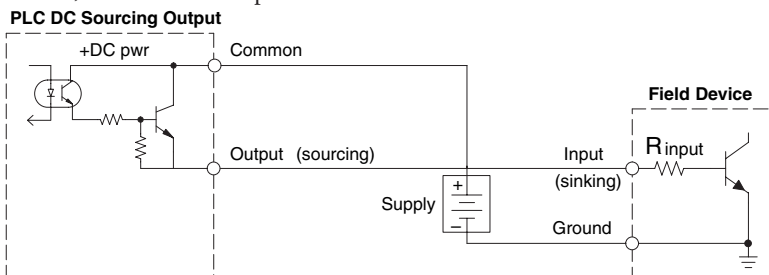 PLC DC Sourcing Output
+DC pwr
Common
Field Device
Output (sourcing)
Input
(sinking)
R input
+
Supply
–
Ground